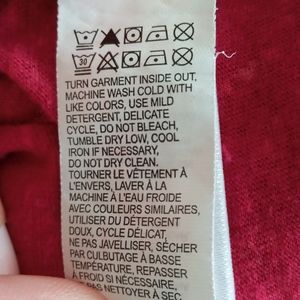 30
TURN GARMENT INSIDE OUT,
MACHINE WASH COLD WITH
LIKE COLORS, USE MILD
DETERGENT, DELICATE
CYCLE, DO NOT BLEACH,
TUMBLE DRY LOW, COOL
IRON IF NECESSARY,
DO NOT DRY CLEAN.
TOURNER LE VÊTEMENT À
L'ENVERS, LAVER À LA
MACHINE À L'EAU FROIDE
AVEC COULEURS SIMILAIRES,
UTILISER DU DÉTERGENT
DOUX, CYCLE DÉLICAT,
NE PAS JAVELLISER, SÉCHER
PAR CULBUTAGE À BASSE
TEMPÉRATURE, REPASSER
À FROID SI NÉCESSAIRE,
PAS NETTOYER À SEC